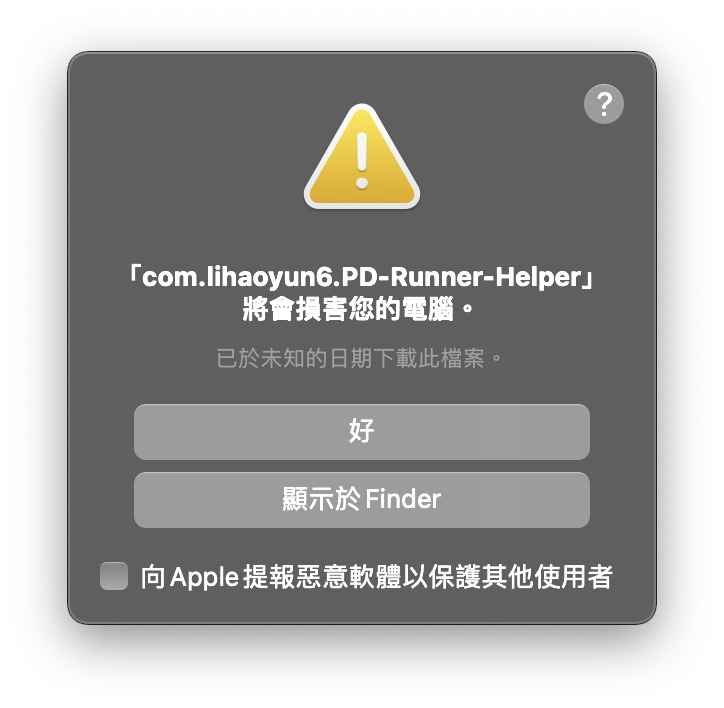 ?
「com.lihaoyun6.PD-Runner-Helper」
將會損害您的電腦。
已於未知的日期下載此檔案。
好
顯示於 Finder
向 Apple 提報惡意軟體以保護其他使用者